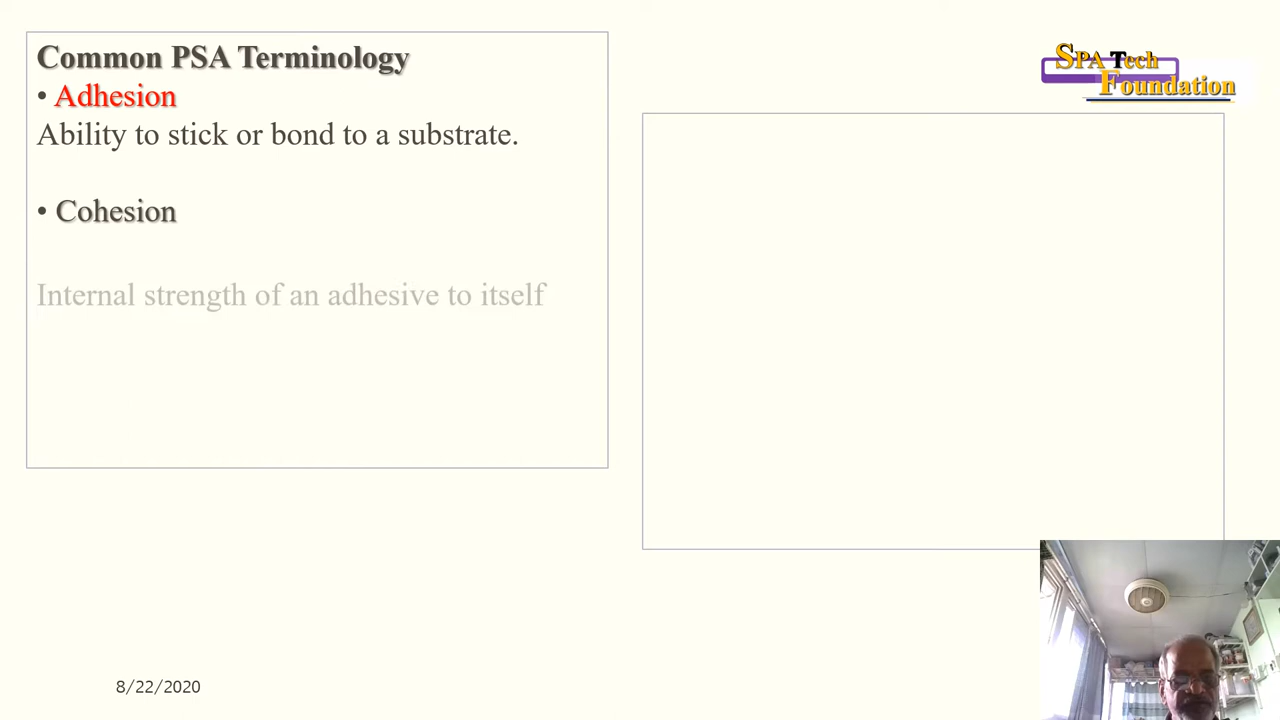 Common PSA Terminology
• Adhesion
Ability to stick or bond to a substrate.
• Cohesion
Internal strength of an adhesive to itself
SPA Tech
Foundation
8/22/2020